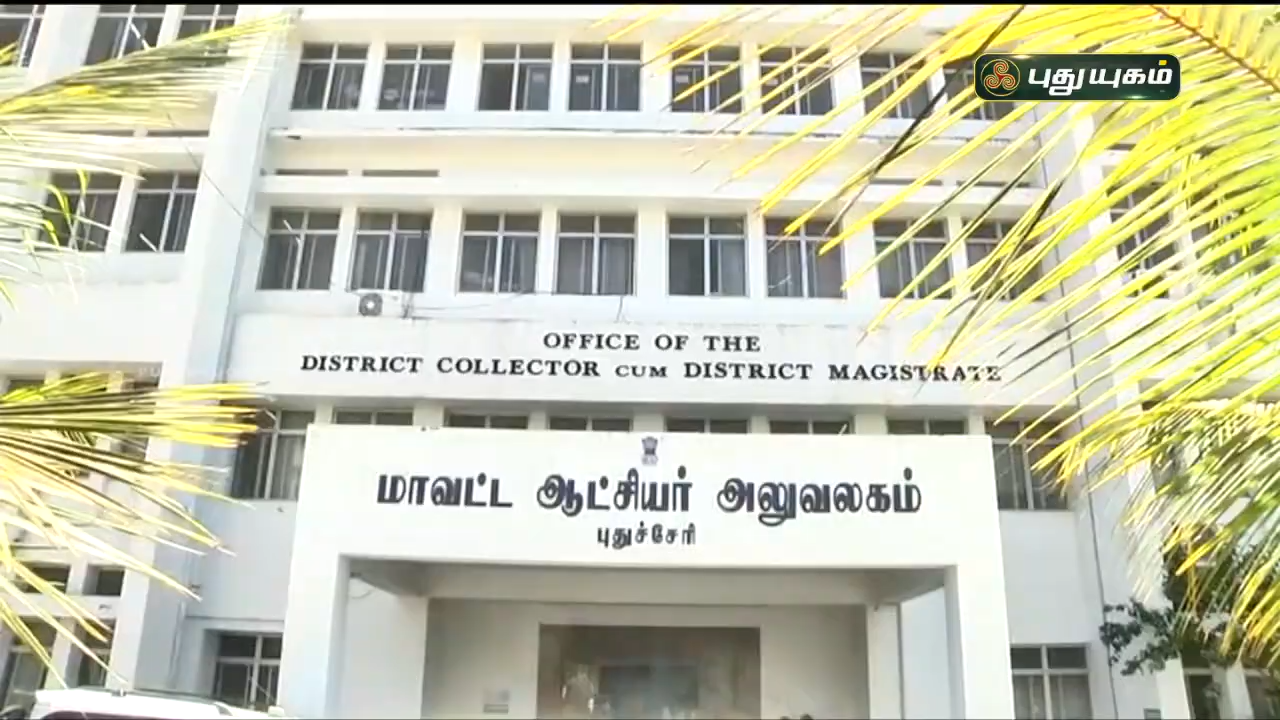 புதுயுகம்
OFFICE OF THE
DISTRICT COLLECTOR CUM DISTRICT MAGISTRATE
மாவட்ட ஆட்சியர் அலுவலகம்
புதுச்சேரி